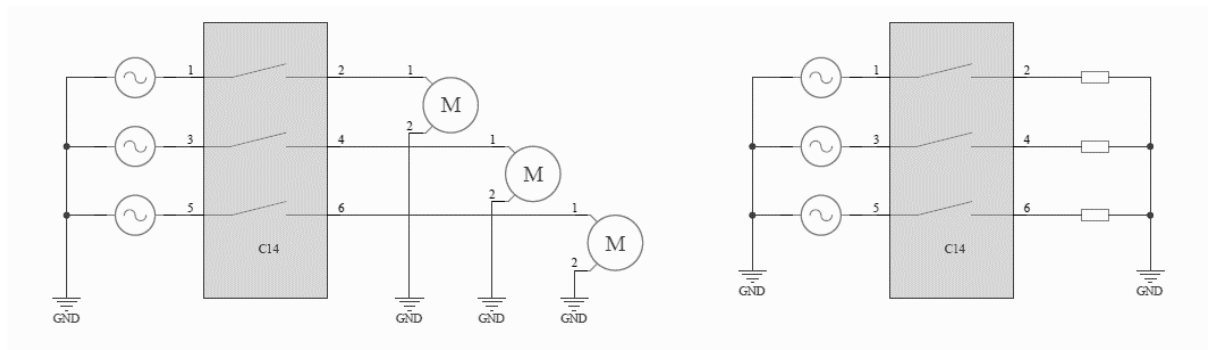 1 2 1
M
2
3 4 1
M
2
5 6 1
M
2
C14
GND GND GND GND
1 2
3 4
5 6
C14
GND GND